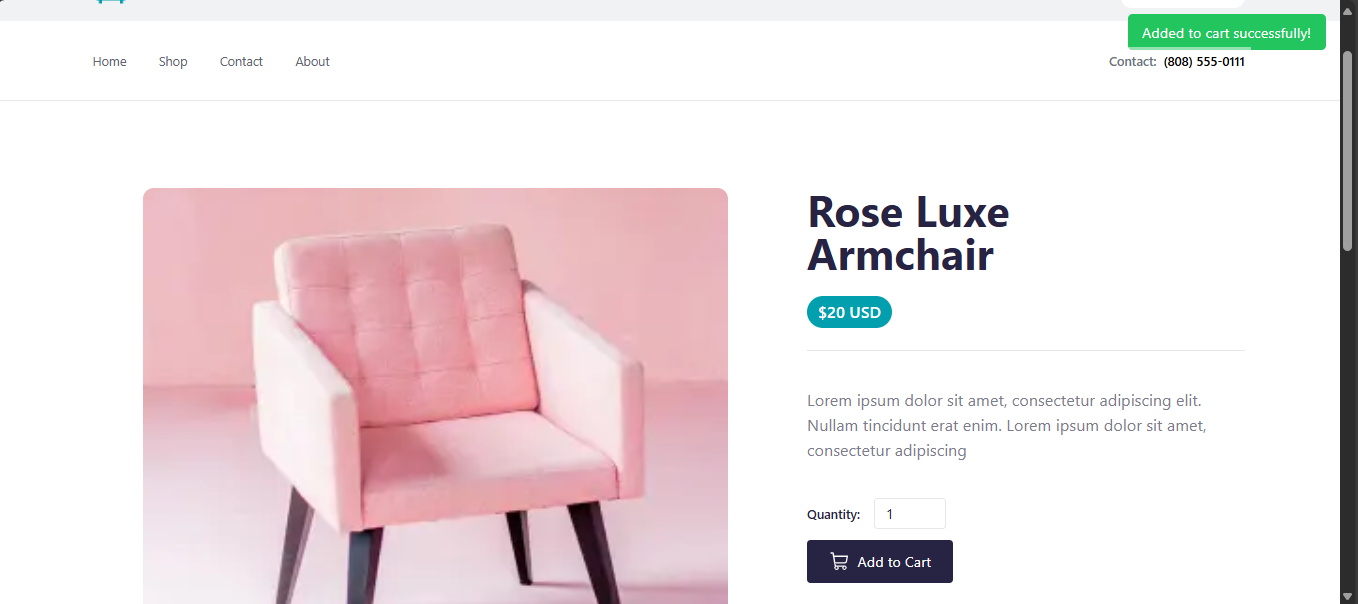 Added to cart successfully!
Home Shop Contact About
Contact: (808) 555-0111
Rose Luxe
Armchair
$20 USD
Lorem ipsum dolor sit amet, consectetur adipiscing elit.
Nullam tincidunt erat enim. Lorem ipsum dolor sit amet,
consectetur adipiscing
Quantity: 1
Add to Cart